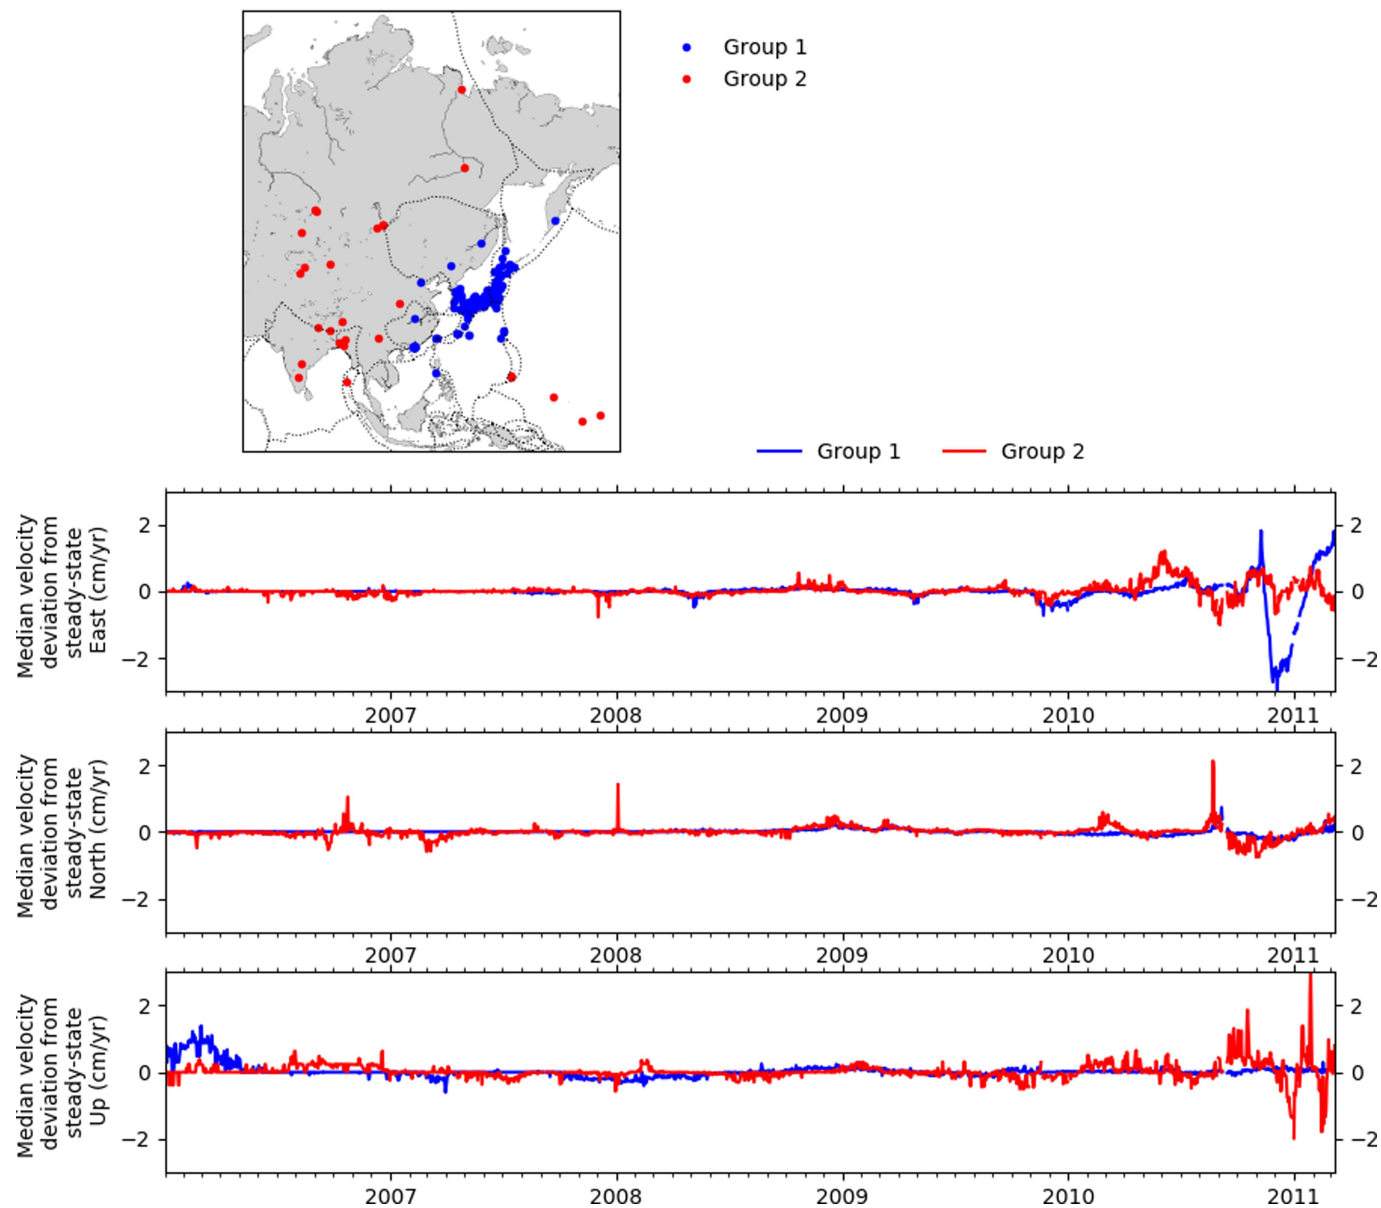 Group 1
Group 2
Group 1 Group 2
Median velocity
deviation from
steady-state
East (cm/yr)
2 2
0 0
−2 −2
2007 2008 2009 2010 2011
Median velocity
deviation from
steady-state
North (cm/yr)
2 2
0 0
−2 −2
2007 2008 2009 2010 2011
Median velocity
deviation from
steady-state
Up (cm/yr)
2 2
0 0
−2 −2
2007 2008 2009 2010 2011